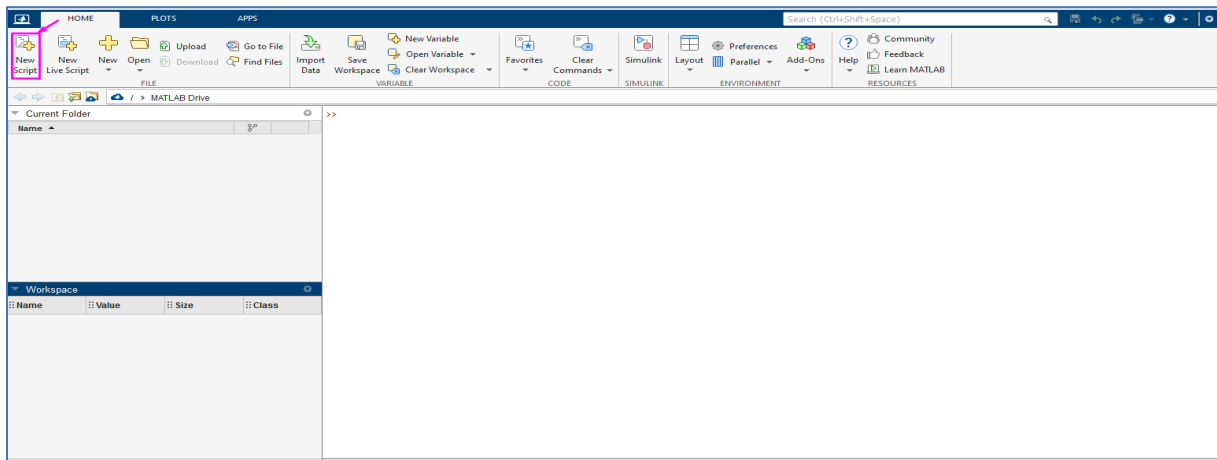 HOME PLOTS APPS Search (Ctrl+Shift+Space)
New Script
New Live Script
New
Open
Upload
Download
Go to File
Find Files
FILE
Import Data
Save Workspace
New Variable
Open Variable
Clear Workspace
VARIABLE
Favorites
Clear Commands
CODE
Simulink
SIMULINK
Layout
Preferences
Parallel
Add-Ons
ENVIRONMENT
Help
Community
Feedback
Learn MATLAB
RESOURCES
/ > MATLAB Drive
Current Folder
Name
>>
Workspace
Name Value Size Class